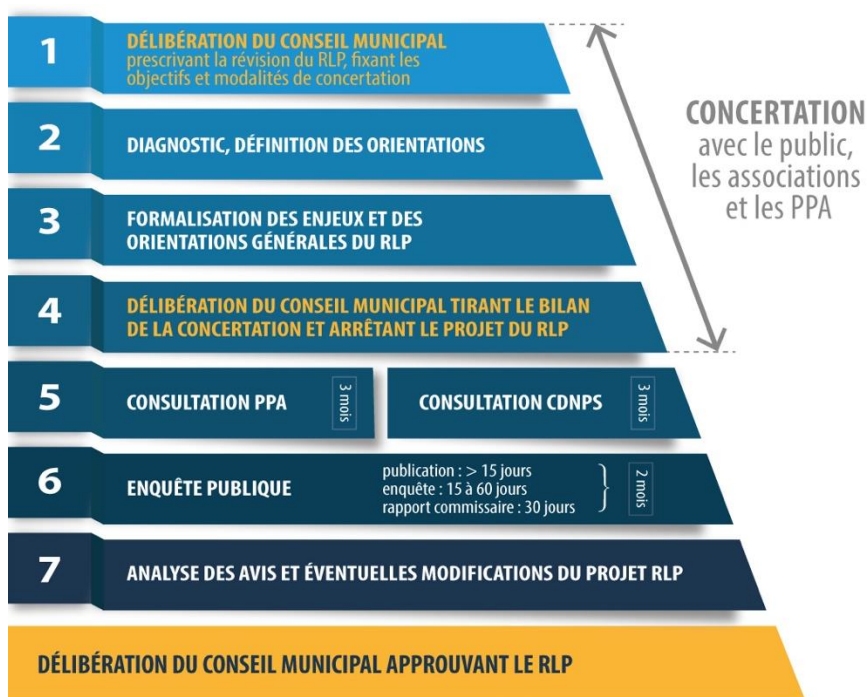 1
DÉLIBÉRATION DU CONSEIL MUNICIPAL
prescrivant la révision du RLP, fixant les
objectifs et modalités de concertation
CONCERTATION
avec le public,
les associations
et les PPA
2
DIAGNOSTIC, DÉFINITION DES ORIENTATIONS
3
FORMALISATION DES ENJEUX ET DES
ORIENTATIONS GÉNÉRALES DU RLP
4
DÉLIBÉRATION DU CONSEIL MUNICIPAL TIRANT LE BILAN
DE LA CONCERTATION ET ARRÊTANT LE PROJET DU RLP
5
CONSULTATION PPA
3 mois
CONSULTATION CDNPS
3 mois
6
ENQUÊTE PUBLIQUE
publication : > 15 jours
enquête : 15 à 60 jours
rapport commissaire : 30 jours
2 mois
7
ANALYSE DES AVIS ET ÉVENTUELLES MODIFICATIONS DU PROJET RLP
DÉLIBÉRATION DU CONSEIL MUNICIPAL APPROUVANT LE RLP